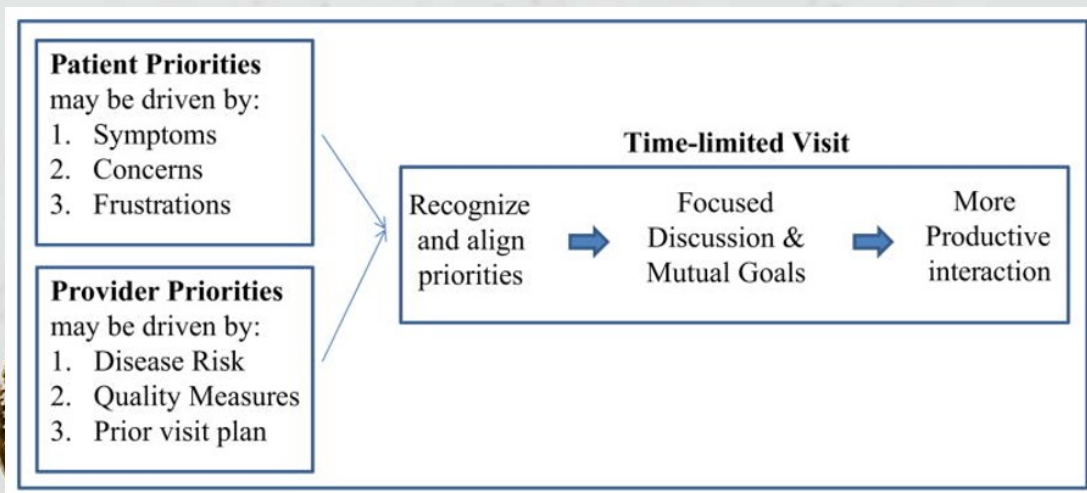 Patient Priorities
may be driven by:
1. Symptoms
2. Concerns
3. Frustrations
Provider Priorities
may be driven by:
1. Disease Risk
2. Quality Measures
3. Prior visit plan
Time-limited Visit
Recognize
and align
priorities
Focused
Discussion &
Mutual Goals
More
Productive
interaction